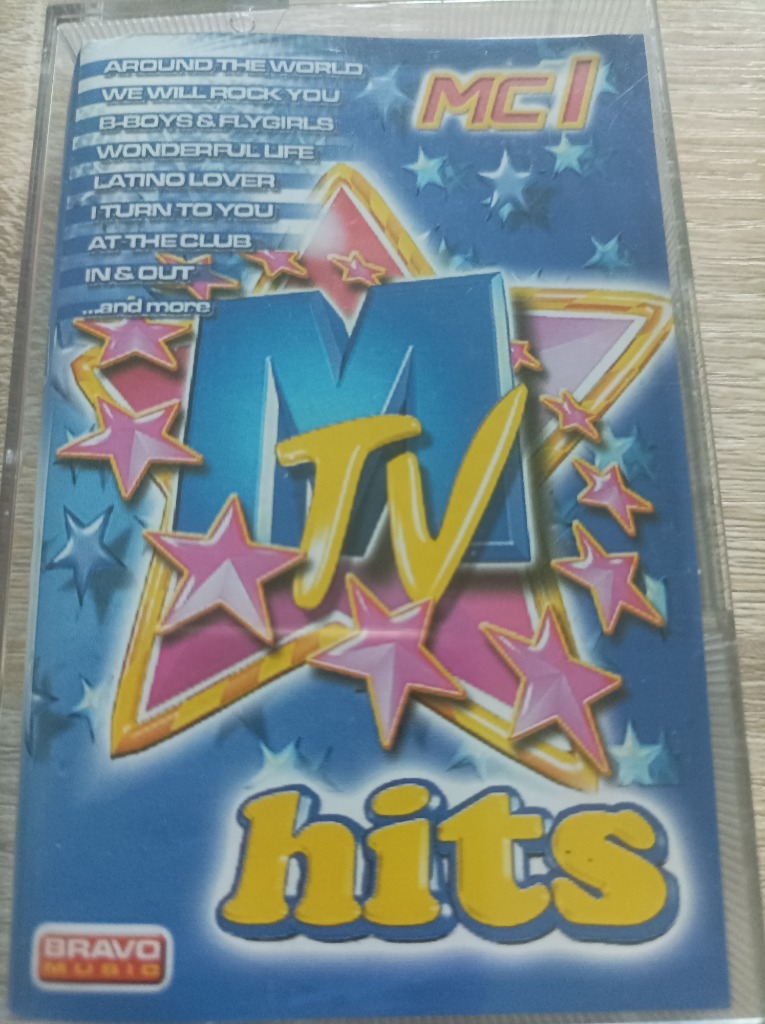 AROUND THE WORLD
WE WILL ROCK YOU
B-BOYS & FLYGIRLS
WONDERFUL LIFE
LATINO LOVER
I TURN TO YOU
AT THE CLUB
IN & OUT
...and more
MC 1
M
TV
hits
BRAVO
MUSIC